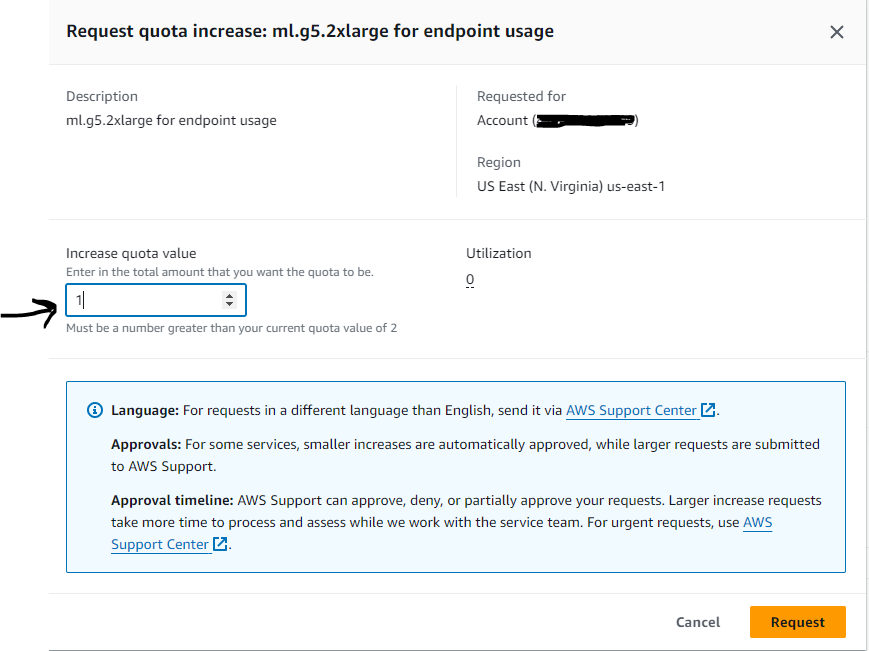 Request quota increase: ml.g5.2xlarge for endpoint usage
Description
ml.g5.2xlarge for endpoint usage
Requested for
Account ( )
Region
US East (N. Virginia) us-east-1
Increase quota value
Enter in the total amount that you want the quota to be.
1
Must be a number greater than your current quota value of 2
Utilization
0
Language: For requests in a different language than English, send it via AWS Support Center.
Approvals: For some services, smaller increases are automatically approved, while larger requests are submitted
to AWS Support.
Approval timeline: AWS Support can approve, deny, or partially approve your requests. Larger increase requests
take more time to process and assess while we work with the service team. For urgent requests, use AWS
Support Center.
Cancel
Request